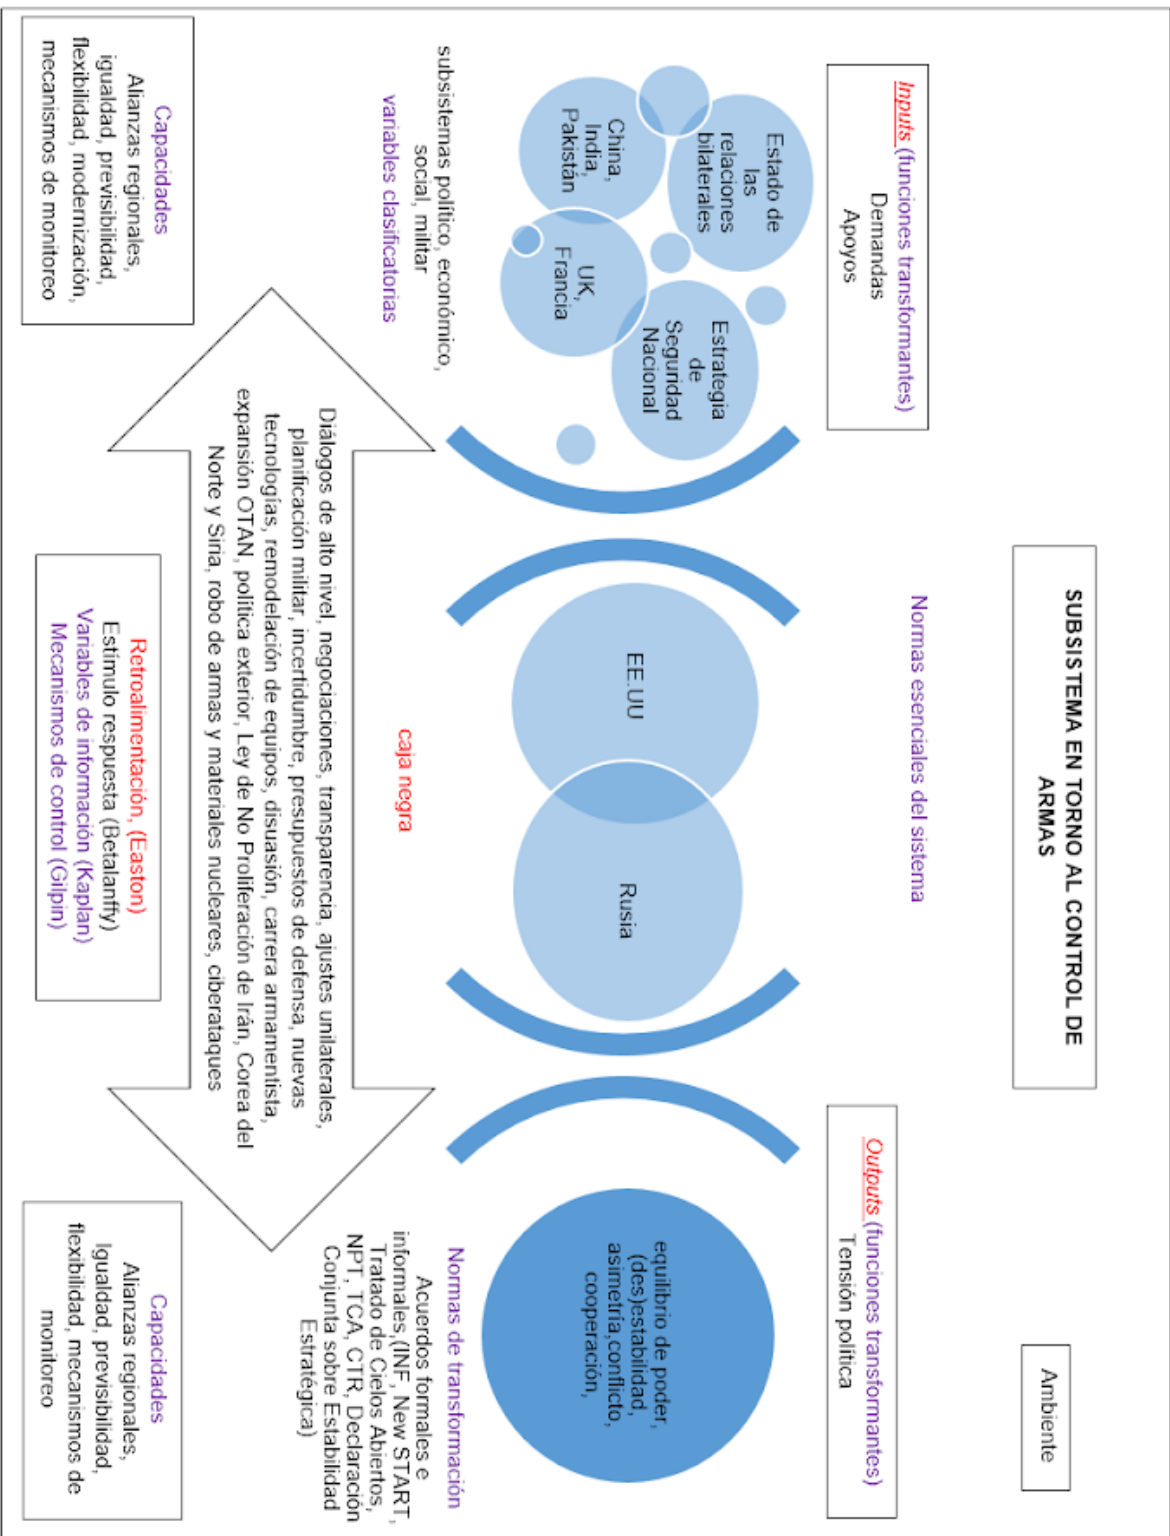 SUBSISTEMA EN TORNO AL CONTROL DE
ARMAS
Ambiente
Inputs (funciones transformantes)
Demandas
Apoyos
Normas esenciales del sistema
Outputs (funciones transformantes)
Tensión política
Estado de
las
relaciones
bilaterales
China,
India,
Pakistán
UK,
Francia
Estrategia
de
Seguridad
Nacional
EE.UU
Rusia
equilibrio de poder,
(des)estabilidad,
asimetría,conflicto,
cooperación,
subsistemas político, económico,
social, militar
variables clasificatorias
caja negra
Normas de transformación
Acuerdos formales e
informales,(INF, New START,
Tratado de Cielos Abiertos,
NPT, TCA, CTR, Declaración
Conjunta sobre Estabilidad
Estratégica)
Diálogos de alto nivel, negociaciones, transparencia, ajustes unilaterales,
planificación militar, incertidumbre, presupuestos de defensa, nuevas
tecnologías, remodelación de equipos, disuasión, carrera armamentista,
expansión OTAN, política exterior, Ley de No Proliferación de Irán, Corea del
Norte y Siria, robo de armas y materiales nucleares, ciberataques
Capacidades
Alianzas regionales,
igualdad, previsibilidad,
flexibilidad, modernización,
mecanismos de monitoreo
Retroalimentación, (Easton)
Estímulo respuesta (Betalanffy)
Variables de información (Kaplan)
Mecanismos de control (Gilpin)
Capacidades
Alianzas regionales,
Igualdad, previsibilidad,
flexibilidad, mecanismos de
monitoreo